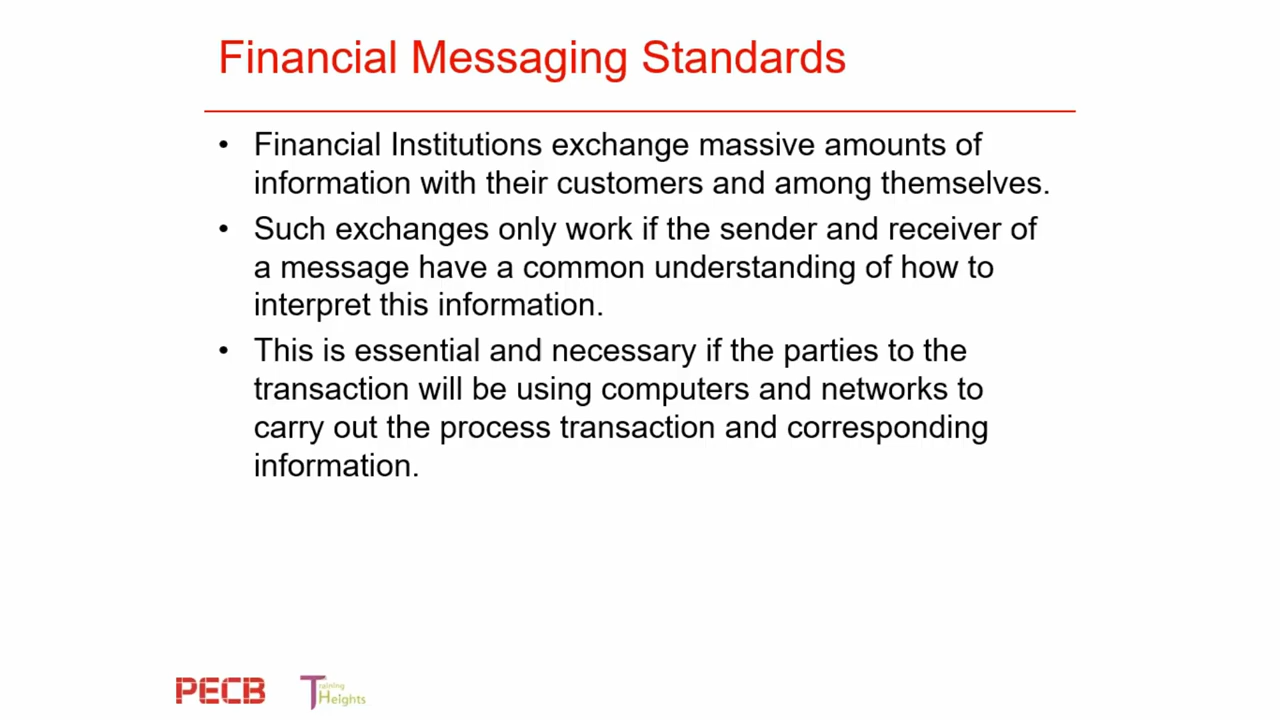 Financial Messaging Standards
• Financial Institutions exchange massive amounts of
information with their customers and among themselves.
• Such exchanges only work if the sender and receiver of
a message have a common understanding of how to
interpret this information.
• This is essential and necessary if the parties to the
transaction will be using computers and networks to
carry out the process transaction and corresponding
information.
PECB
Training
Heights